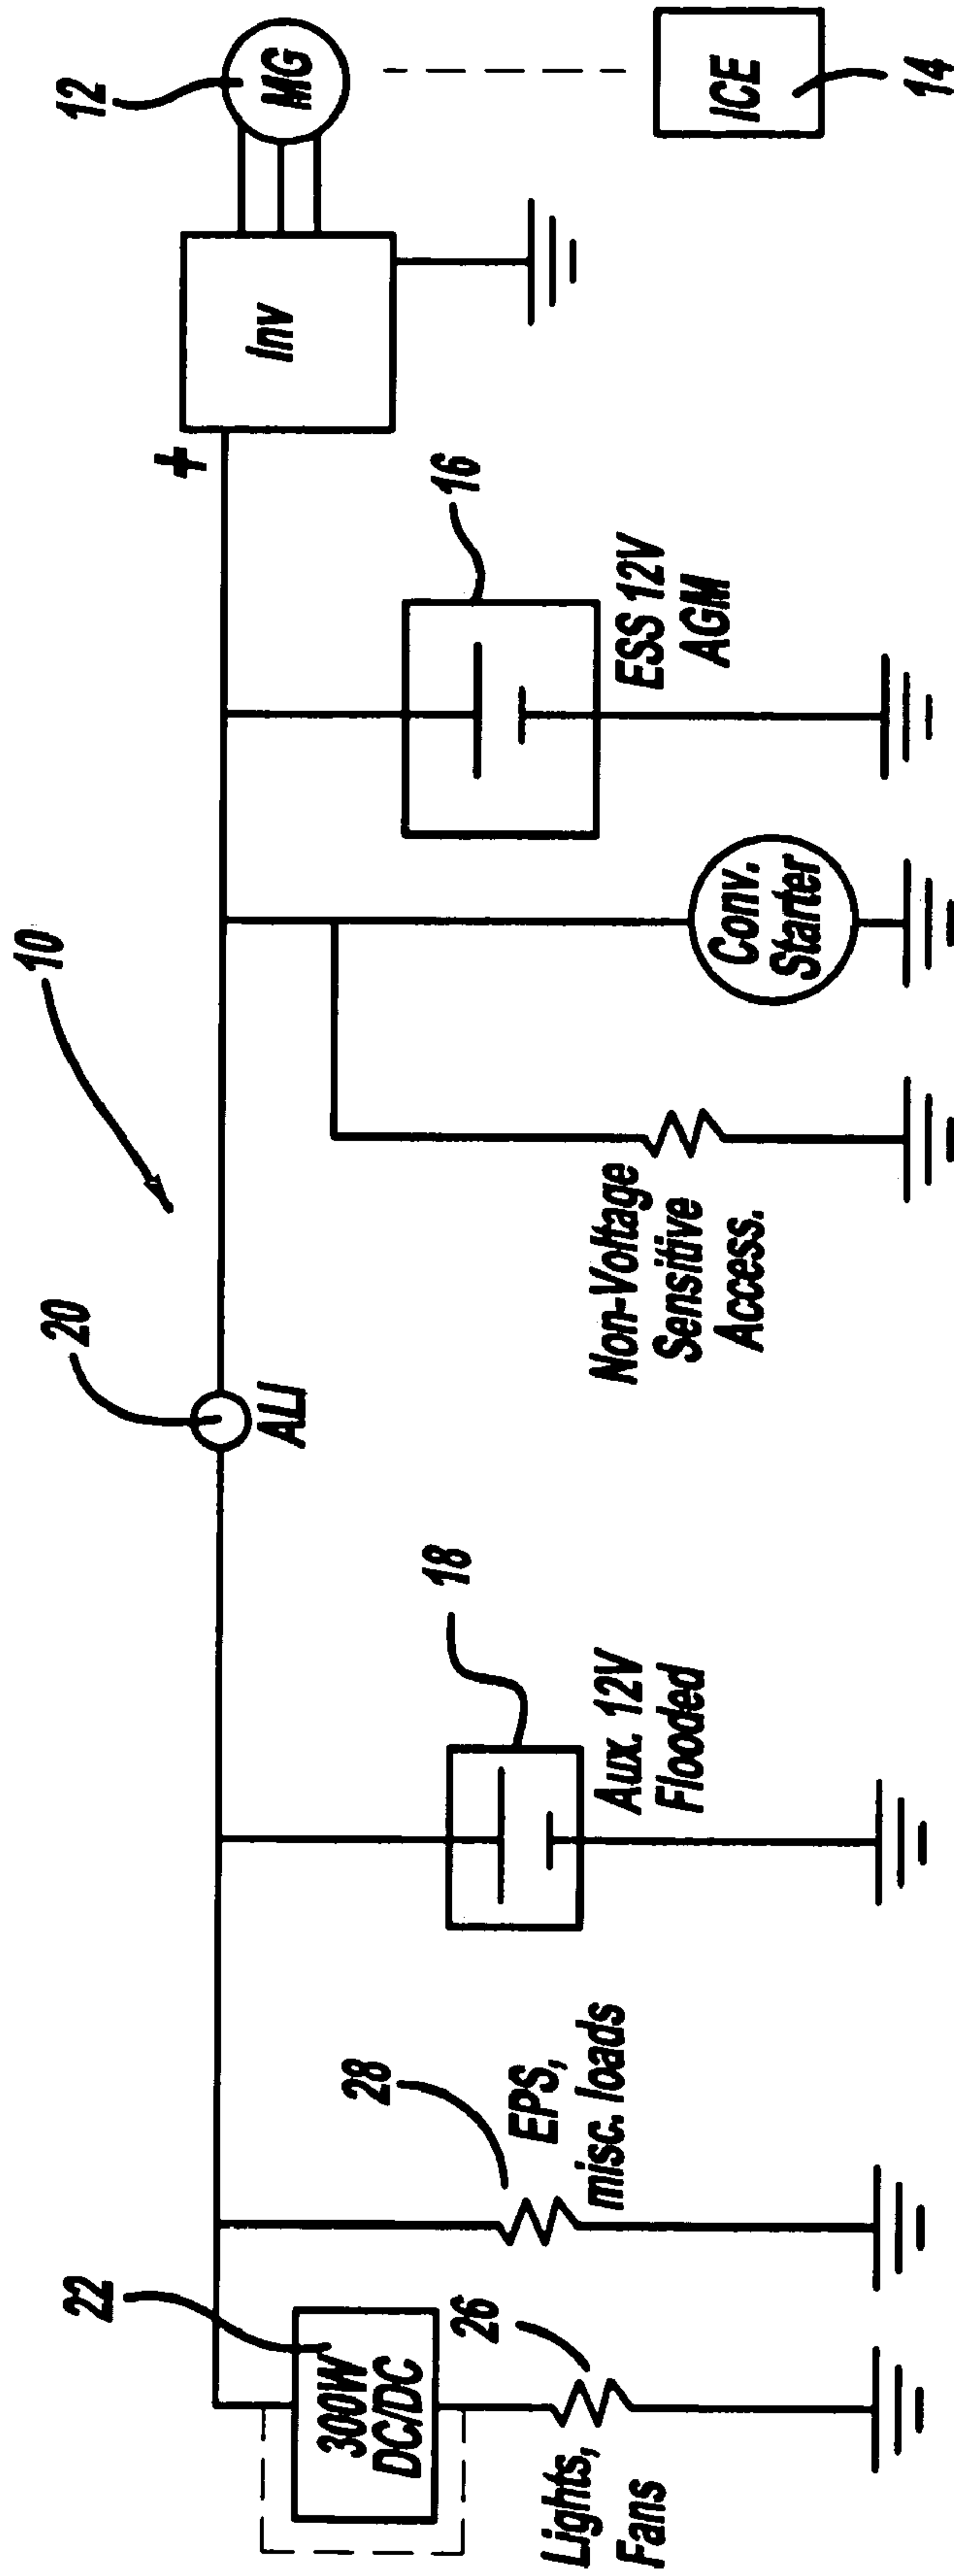 10
22
300W
DC/DC
26
Lights,
Fans
28
EPS,
misc. loads
18
Aux. 12V
Flooded
20
ALI
Non-Voltage
Sensitive
Access.
Conv.
Starter
16
ESS 12V
AGM
+
Inv
12
MG
ICE
14